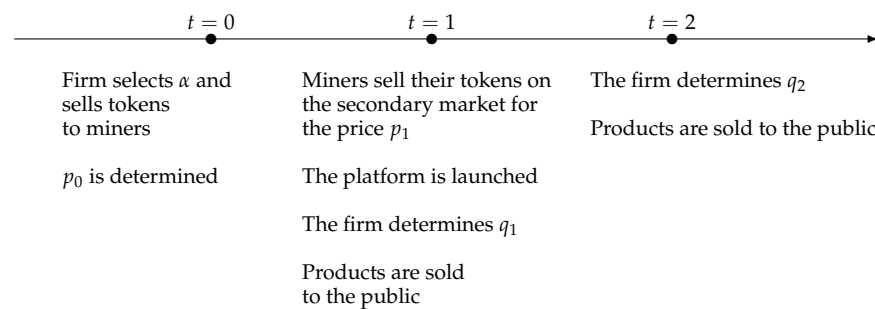 t = 0
t = 1
t = 2
Firm selects α and
sells tokens
to miners
p₀ is determined
Miners sell their tokens on
the secondary market for
the price p₁
The platform is launched
The firm determines q₁
Products are sold
to the public
The firm determines q₂
Products are sold to the public